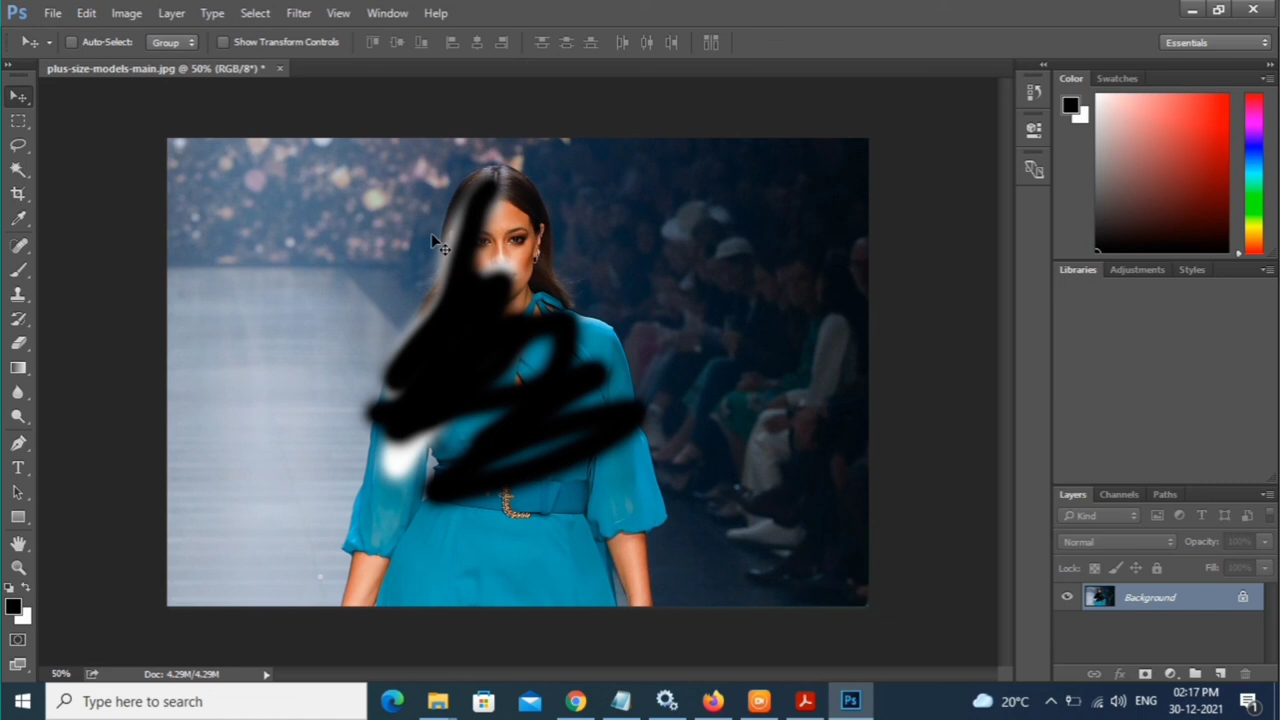 Ps File Edit Image Layer Type Select Filter View Window Help
Auto-Select: Group Show Transform Controls Essentials
plus-size-models-main.jpg @ 50% (RGB/8*) * ×
Color Swatches
Libraries Adjustments Styles
Layers Channels Paths
Kind
Normal Opacity: 100%
Lock: Fill: 100%
Background
50% Doc: 4.29M/4.29M
Type here to search
Ps
20°C
ENG
02:17 PM
30-12-2021
1